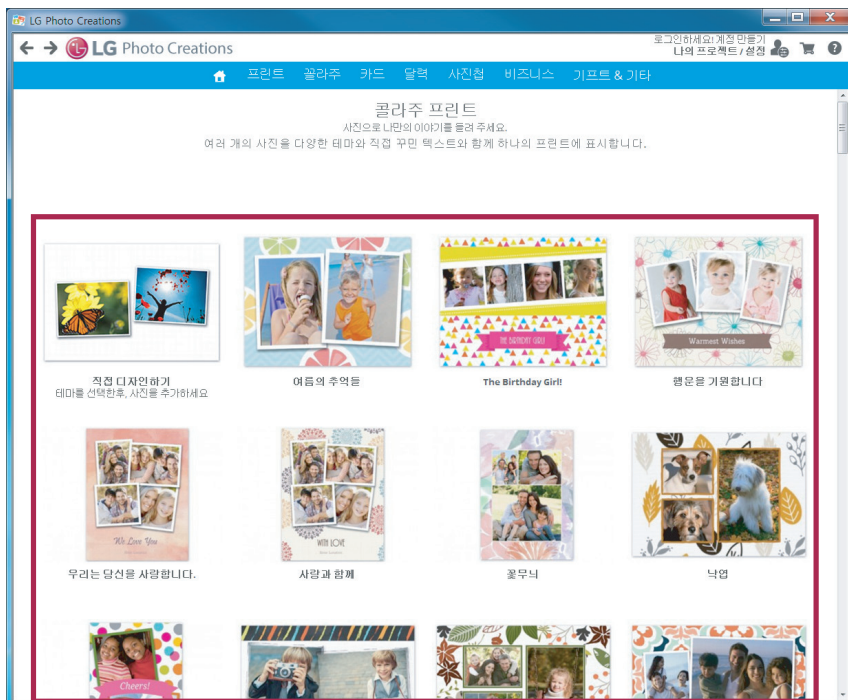 LG Photo Creations
LG Photo Creations
로그인하세요! 계정 만들기
나의 프로젝트 / 설정
프린트 꼴라주 카드 달력 사진첩 비즈니스 기프트 & 기타
콜라주 프린트
사진으로 나만의 이야기를 들려 주세요.
여러 개의 사진을 다양한 테마와 직접 꾸민 텍스트와 함께 하나의 프린트에 표시합니다.
THE BIRTHDAY GIRL!
Warmest Wishes
직접 디자인하기
테마를 선택한후, 사진을 추가하세요
여름의 추억들
The Birthday Girl!
행운을 기원합니다
We Love You
WITH LOVE
우리는 당신을 사랑합니다.
사랑과 함께
꽃무늬
낙엽
Cheers!